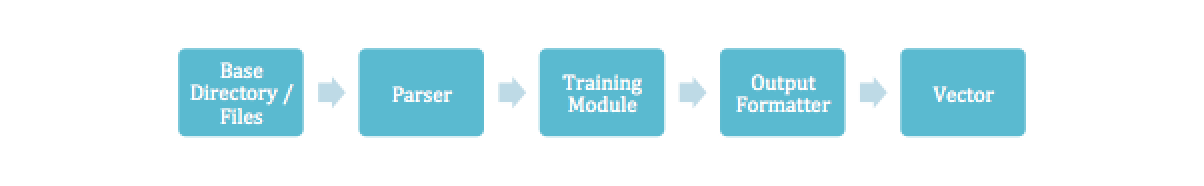 Base
Directory /
Files
Parser
Training
Module
Output
Formatter
Vector